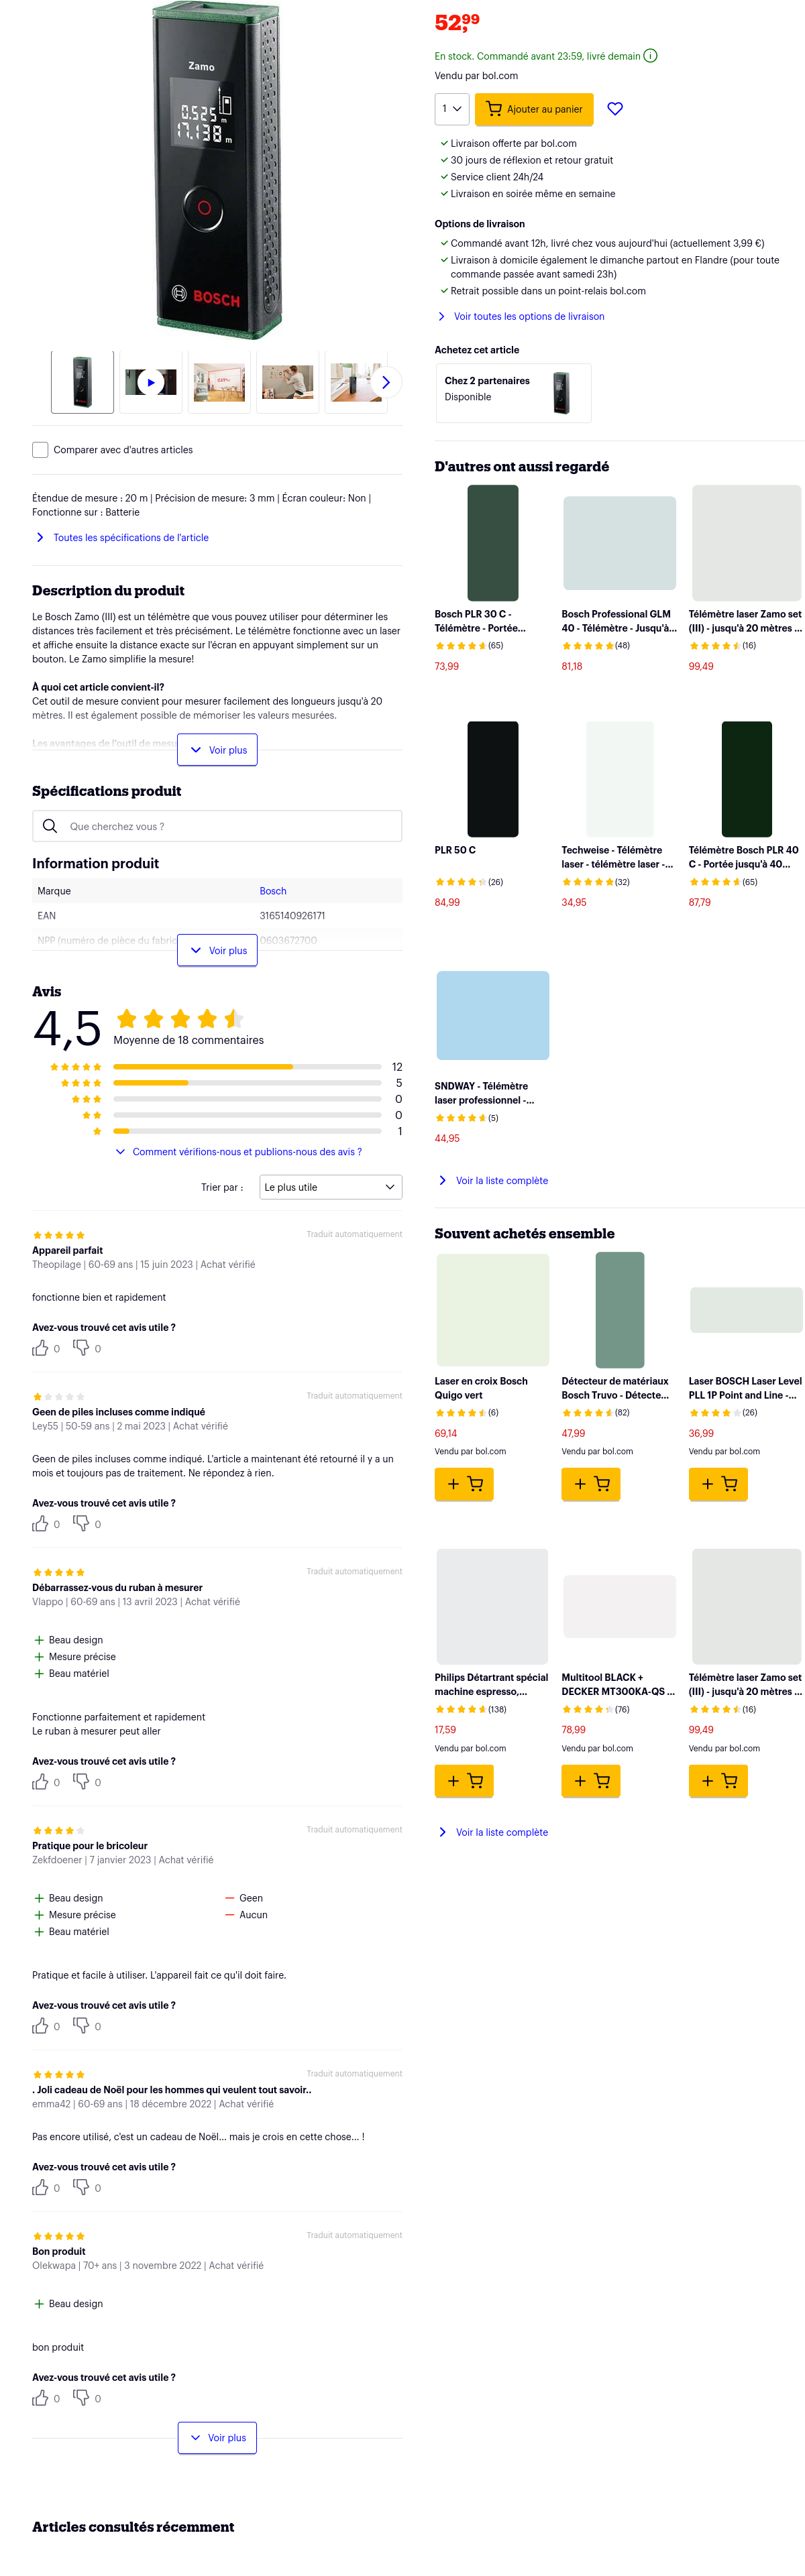 Zamo
0.525 m
17.138 m
BOSCH
Comparer avec d'autres articles
Étendue de mesure : 20 m | Précision de mesure: 3 mm | Écran couleur: Non |
Fonctionne sur : Batterie
Toutes les spécifications de l'article
Description du produit
Le Bosch Zamo (III) est un télémètre que vous pouvez utiliser pour déterminer les
distances très facilement et très précisément. Le télémètre fonctionne avec un laser
et affiche ensuite la distance exacte sur l'écran en appuyant simplement sur un
bouton. Le Zamo simplifie la mesure!
À quoi cet article convient-il?
Cet outil de mesure convient pour mesurer facilement des longueurs jusqu'à 20
mètres. Il est également possible de mémoriser les valeurs mesurées.
Les avantages de l'outil de mesu
Voir plus
Spécifications produit
Que cherchez vous ?
Information produit
Marque Bosch
EAN 3165140926171
NPP (numéro de pièce du fabric 0603672700
Voir plus
Avis
4,5
Moyenne de 18 commentaires
12
5
0
0
1
Comment vérifions-nous et publions-nous des avis ?
Trier par : Le plus utile
Traduit automatiquement
Appareil parfait
Theopilage | 60-69 ans | 15 juin 2023 | Achat vérifié
fonctionne bien et rapidement
Avez-vous trouvé cet avis utile ?
0 0
Traduit automatiquement
Geen de piles incluses comme indiqué
Ley55 | 50-59 ans | 2 mai 2023 | Achat vérifié
Geen de piles incluses comme indiqué. L'article a maintenant été retourné il y a un
mois et toujours pas de traitement. Ne répondez à rien.
Avez-vous trouvé cet avis utile ?
0 0
Traduit automatiquement
Débarrassez-vous du ruban à mesurer
Vlappo | 60-69 ans | 13 avril 2023 | Achat vérifié
Beau design
Mesure précise
Beau matériel
Fonctionne parfaitement et rapidement
Le ruban à mesurer peut aller
Avez-vous trouvé cet avis utile ?
0 0
Traduit automatiquement
Pratique pour le bricoleur
Zekfdoener | 7 janvier 2023 | Achat vérifié
Beau design Geen
Mesure précise Aucun
Beau matériel
Pratique et facile à utiliser. L'appareil fait ce qu'il doit faire.
Avez-vous trouvé cet avis utile ?
0 0
Traduit automatiquement
. Joli cadeau de Noël pour les hommes qui veulent tout savoir..
emma42 | 60-69 ans | 18 décembre 2022 | Achat vérifié
Pas encore utilisé, c'est un cadeau de Noël... mais je crois en cette chose... !
Avez-vous trouvé cet avis utile ?
0 0
Traduit automatiquement
Bon produit
Olekwapa | 70+ ans | 3 novembre 2022 | Achat vérifié
Beau design
bon produit
Avez-vous trouvé cet avis utile ?
0 0
Voir plus
Articles consultés récemment
52,99
En stock. Commandé avant 23:59, livré demain
Vendu par bol.com
1 Ajouter au panier
Livraison offerte par bol.com
30 jours de réflexion et retour gratuit
Service client 24h/24
Livraison en soirée même en semaine
Options de livraison
Commandé avant 12h, livré chez vous aujourd'hui (actuellement 3,99 €)
Livraison à domicile également le dimanche partout en Flandre (pour toute
commande passée avant samedi 23h)
Retrait possible dans un point-relais bol.com
Voir toutes les options de livraison
Achetez cet article
Chez 2 partenaires
Disponible
D'autres ont aussi regardé
Bosch PLR 30 C -
Télémètre - Portée...
(65)
73,99
Bosch Professional GLM
40 - Télémètre - Jusqu'à...
(48)
81,18
Télémètre laser Zamo set
(III) - jusqu'à 20 mètres ...
(16)
99,49
PLR 50 C
(26)
84,99
Techweise - Télémètre
laser - télémètre laser -...
(32)
34,95
Télémètre Bosch PLR 40
C - Portée jusqu'à 40...
(65)
87,79
SNDWAY - Télémètre
laser professionnel -...
(5)
44,95
Voir la liste complète
Souvent achetés ensemble
Laser en croix Bosch
Quigo vert
(6)
69,14
Vendu par bol.com
Détecteur de matériaux
Bosch Truvo - Détecte...
(82)
47,99
Vendu par bol.com
Laser BOSCH Laser Level
PLL 1P Point and Line -...
(26)
36,99
Vendu par bol.com
Philips Détartrant spécial
machine espresso,...
(138)
17,59
Vendu par bol.com
Multitool BLACK +
DECKER MT300KA-QS ...
(76)
78,99
Vendu par bol.com
Télémètre laser Zamo set
(III) - jusqu'à 20 mètres ...
(16)
99,49
Vendu par bol.com
Voir la liste complète